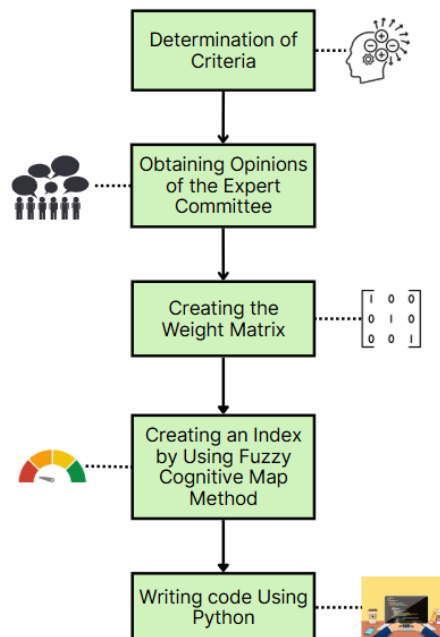 Determination of
Criteria
Obtaining Opinions
of the Expert
Committee
Creating the
Weight Matrix
1 0 0
0 1 0
0 0 1
Creating an Index
by Using Fuzzy
Cognitive Map
Method
Writing code Using
Python